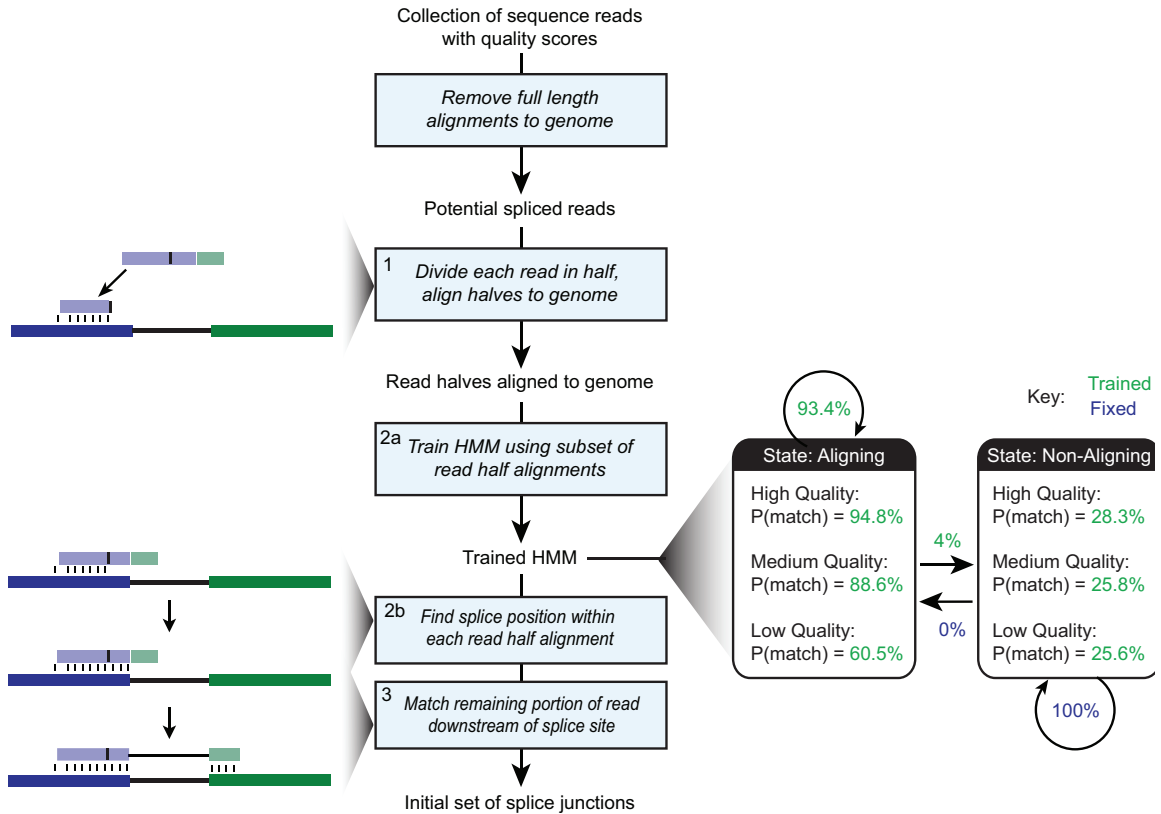 Collection of sequence reads
with quality scores
Remove full length
alignments to genome
Potential spliced reads
1
Divide each read in half,
align halves to genome
Read halves aligned to genome
2a
Train HMM using subset of
read half alignments
Trained HMM
2b
Find splice position within
each read half alignment
3
Match remaining portion of read
downstream of splice site
Initial set of splice junctions
Key:
Trained
Fixed
93.4%
State: Aligning
High Quality:
P(match) = 94.8%
Medium Quality:
P(match) = 88.6%
Low Quality:
P(match) = 60.5%
4%
0%
State: Non-Aligning
High Quality:
P(match) = 28.3%
Medium Quality:
P(match) = 25.8%
Low Quality:
P(match) = 25.6%
100%